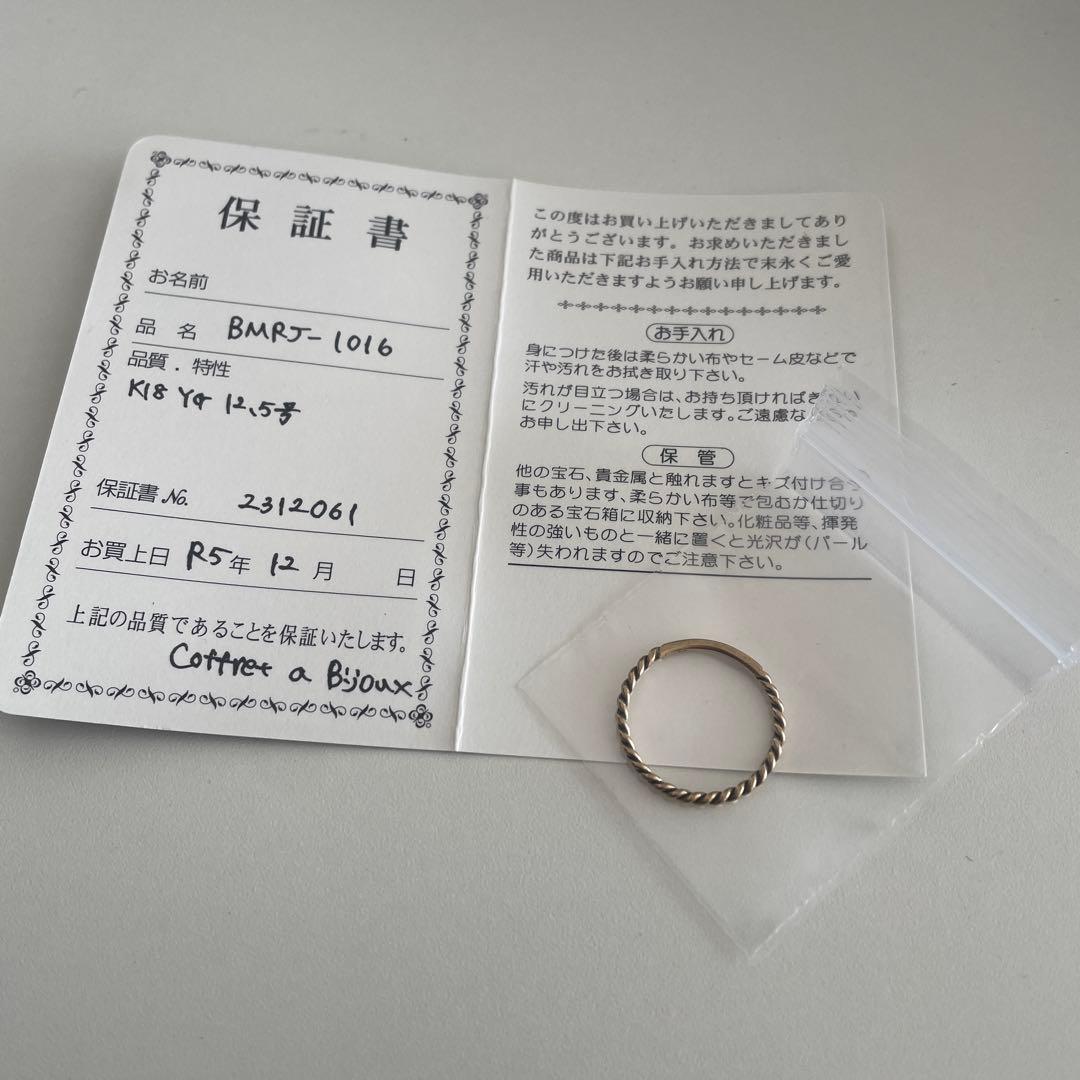 保証書
お名前
品名 BMRJ-1016
品質．特性
K18 YG 12.5号
保証書No. 2312061
お買上日 R5年 12月 日
上記の品質であることを保証いたします。
Coffret a Bijoux
この度はお買い上げいただきましてあり
がとうございます。お求めいただきまし
た商品は下記お手入れ方法で末永くご愛
用いただきますようお願い申し上げます。
お手入れ
身につけた後は柔らかい布やセーム皮などで
汗や汚れをお拭き取り下さい。
汚れが目立つ場合は、お持ち頂ければきれい
にクリーニングいたします。ご遠慮な
お申し出下さい。
保管
他の宝石、貴金属と触れますとキズ付け合う
事もあります、柔らかい布等で包むか仕切り
のある宝石箱に収納下さい。化粧品等、揮発
性の強いものと一緒に置くと光沢が(パール
等)失われますのでご注意下さい。